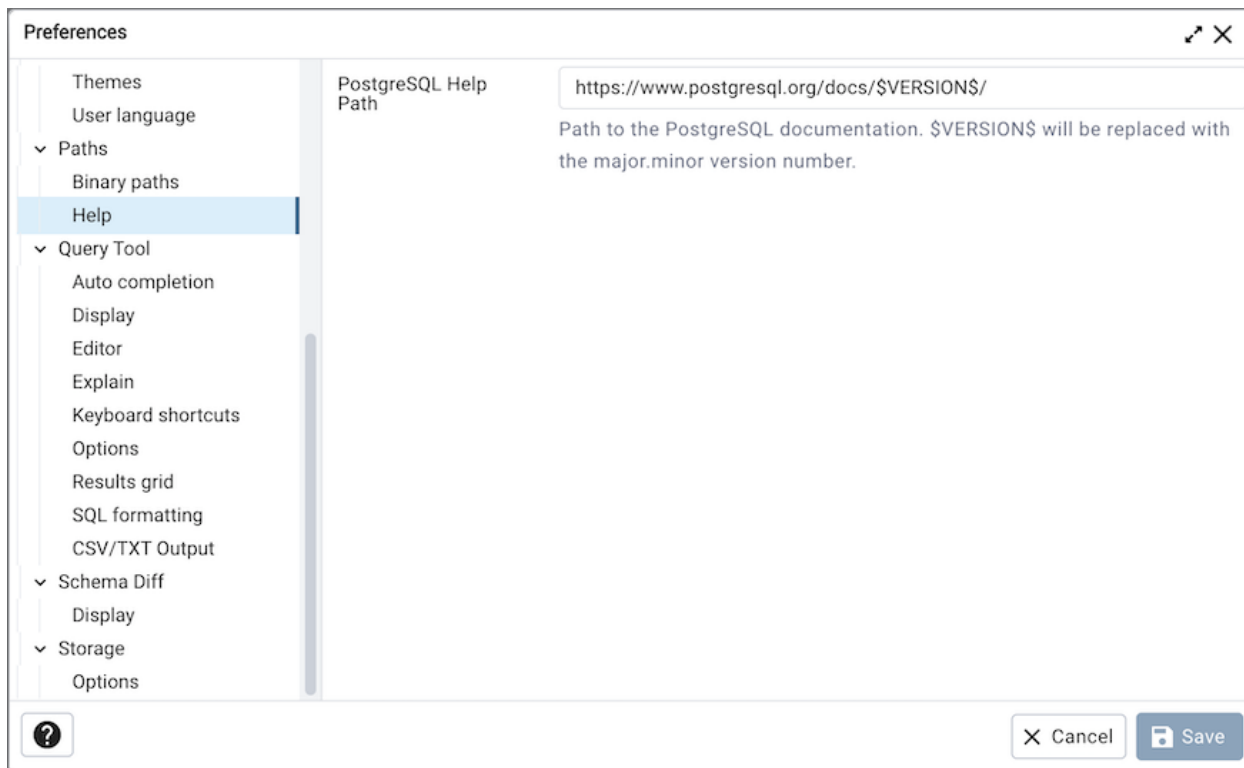 Preferences
Themes
User language
Paths
Binary paths
Help
Query Tool
Auto completion
Display
Editor
Explain
Keyboard shortcuts
Options
Results grid
SQL formatting
CSV/TXT Output
Schema Diff
Display
Storage
Options
PostgreSQL Help
Path
https://www.postgresql.org/docs/$VERSION$/
Path to the PostgreSQL documentation. $VERSION$ will be replaced with
the major.minor version number.
?
Cancel
Save